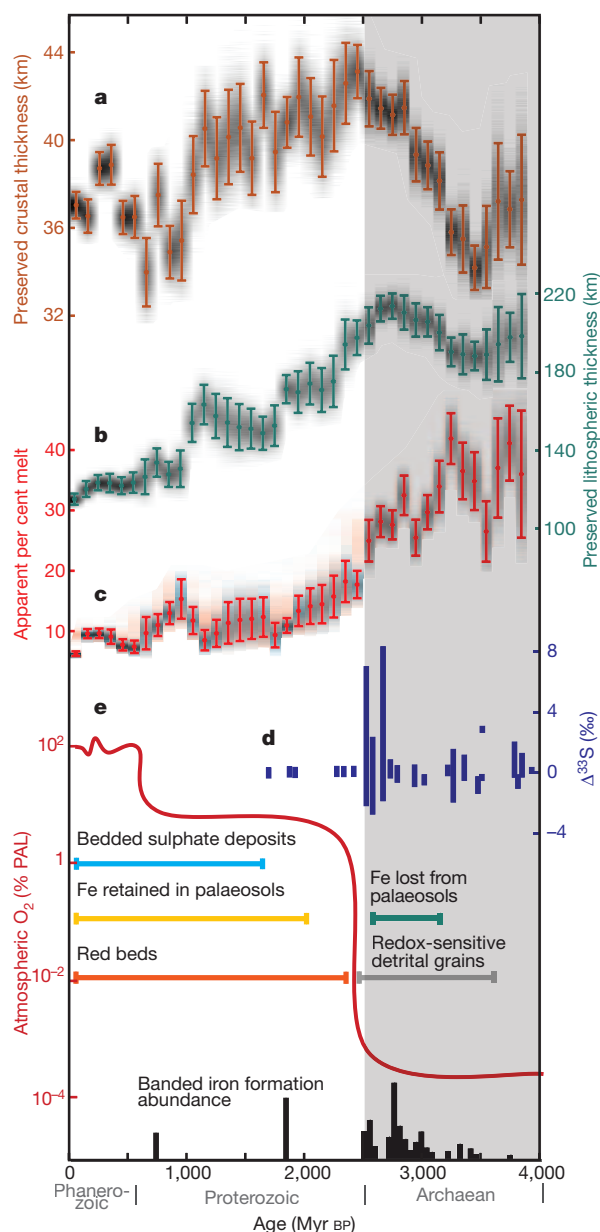 44
40
36
32
Preserved crustal thickness (km)
a
220
180
140
100
Preserved lithospheric thickness (km)
b
40
30
20
10
Apparent per cent melt
c
8
4
0
–4
Δ33S (‰)
d
e
10²
1
10⁻²
10⁻⁴
Atmospheric O₂ (% PAL)
Bedded sulphate deposits
Fe retained in palaeosols
Red beds
Fe lost from
palaeosols
Redox-sensitive
detrital grains
Banded iron formation
abundance
0 1,000 2,000 3,000 4,000
Phanero-
zoic
Proterozoic
Archaean
Age (Myr BP)